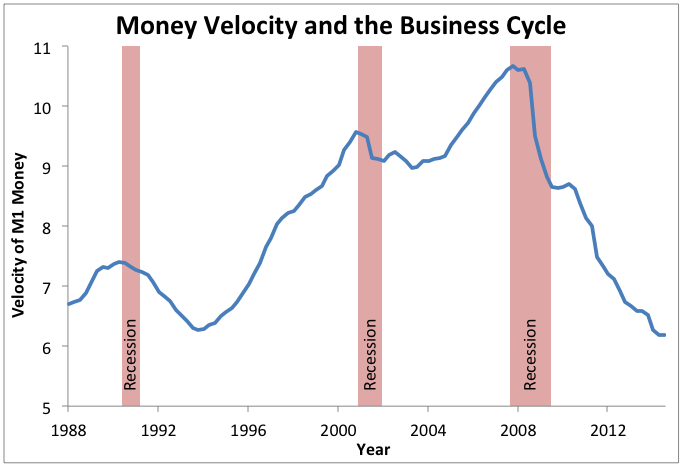 Money Velocity and the Business Cycle
11
10
9
8
7
6
5
Velocity of M1 Money
Recession
Recession
Recession
1988 1992 1996 2000 2004 2008 2012
Year